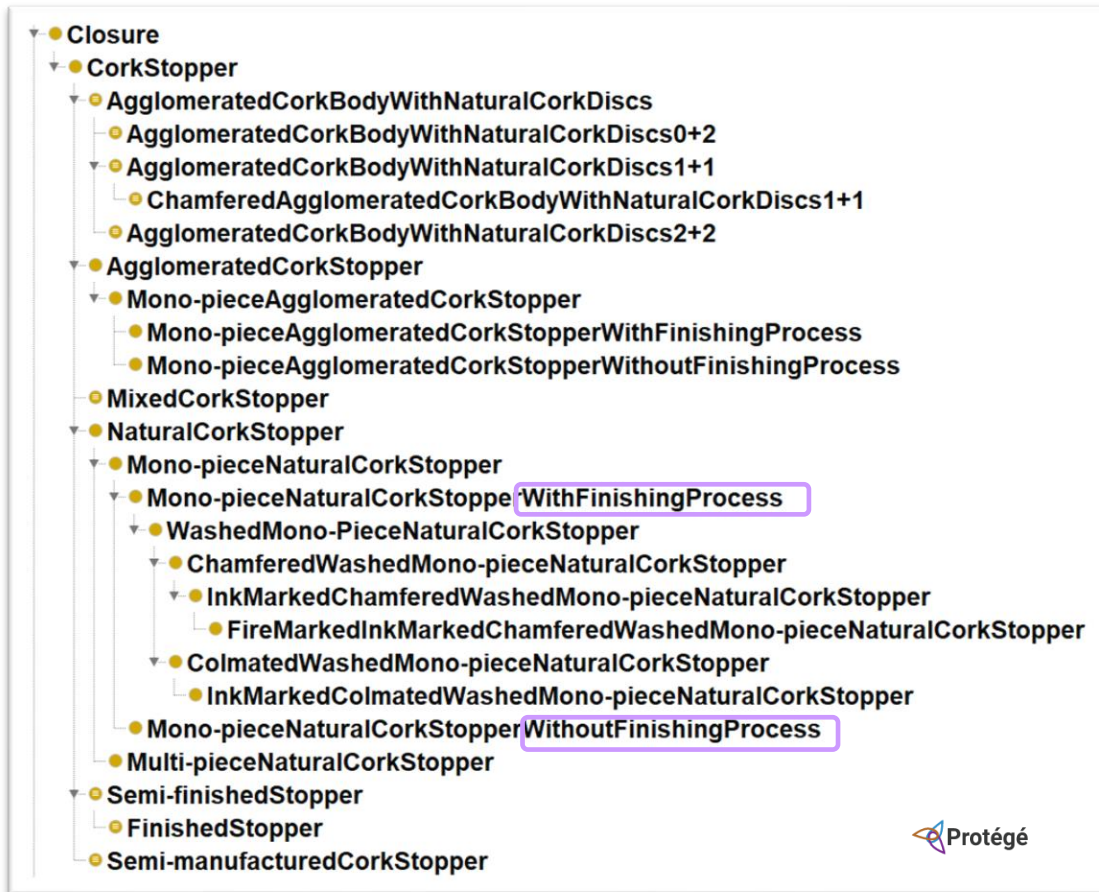 Closure
CorkStopper
AgglomeratedCorkBodyWithNaturalCorkDiscs
AgglomeratedCorkBodyWithNaturalCorkDiscs0+2
AgglomeratedCorkBodyWithNaturalCorkDiscs1+1
ChamferedAgglomeratedCorkBodyWithNaturalCorkDiscs1+1
AgglomeratedCorkBodyWithNaturalCorkDiscs2+2
AgglomeratedCorkStopper
Mono-pieceAgglomeratedCorkStopper
Mono-pieceAgglomeratedCorkStopperWithFinishingProcess
Mono-pieceAgglomeratedCorkStopperWithoutFinishingProcess
MixedCorkStopper
NaturalCorkStopper
Mono-pieceNaturalCorkStopper
Mono-pieceNaturalCorkStopperWithFinishingProcess
WashedMono-PieceNaturalCorkStopper
ChamferedWashedMono-pieceNaturalCorkStopper
InkMarkedChamferedWashedMono-pieceNaturalCorkStopper
FireMarkedInkMarkedChamferedWashedMono-pieceNaturalCorkStopper
ColmatedWashedMono-pieceNaturalCorkStopper
InkMarkedColmatedWashedMono-pieceNaturalCorkStopper
Mono-pieceNaturalCorkStopperWithoutFinishingProcess
Multi-pieceNaturalCorkStopper
Semi-finishedStopper
FinishedStopper
Semi-manufacturedCorkStopper
Protégé